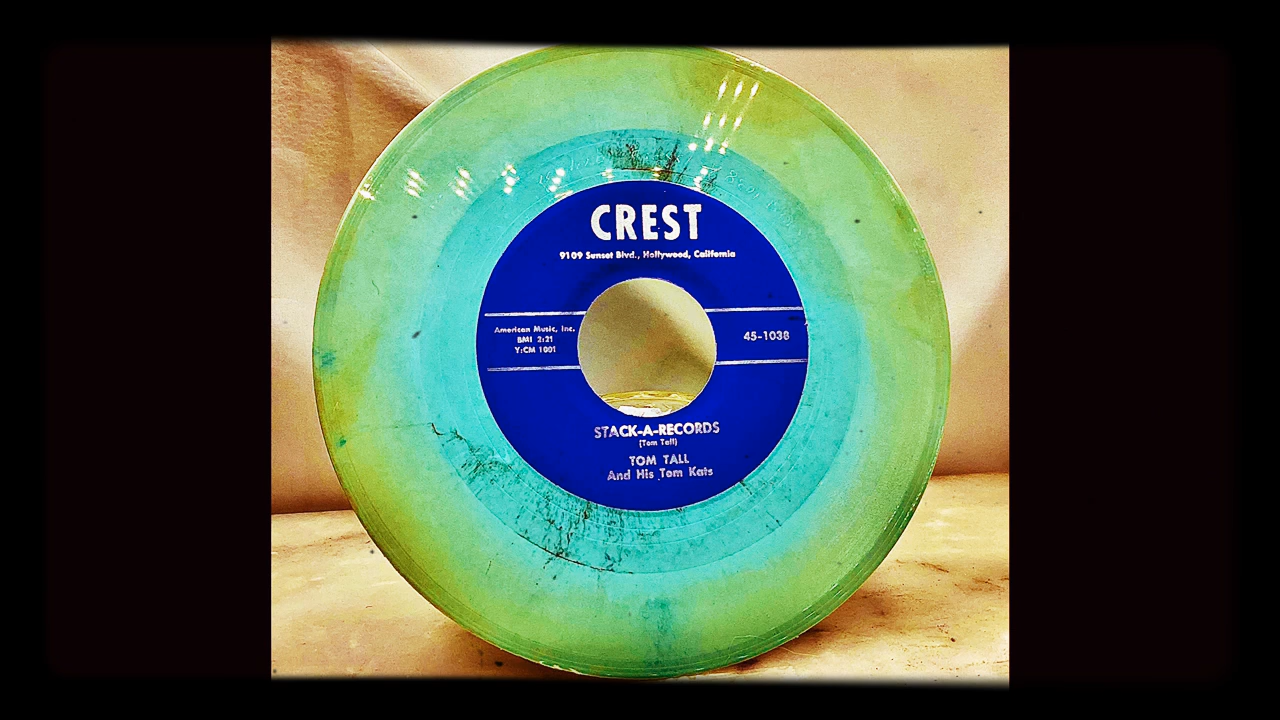 CREST
9109 Sunset Blvd., Hollywood, California
American Music, Inc.
BMI 2:21
Y:CM 1001
45-1038
STACK-A-RECORDS
(Tom Tall)
TOM TALL
And His Tom Kats